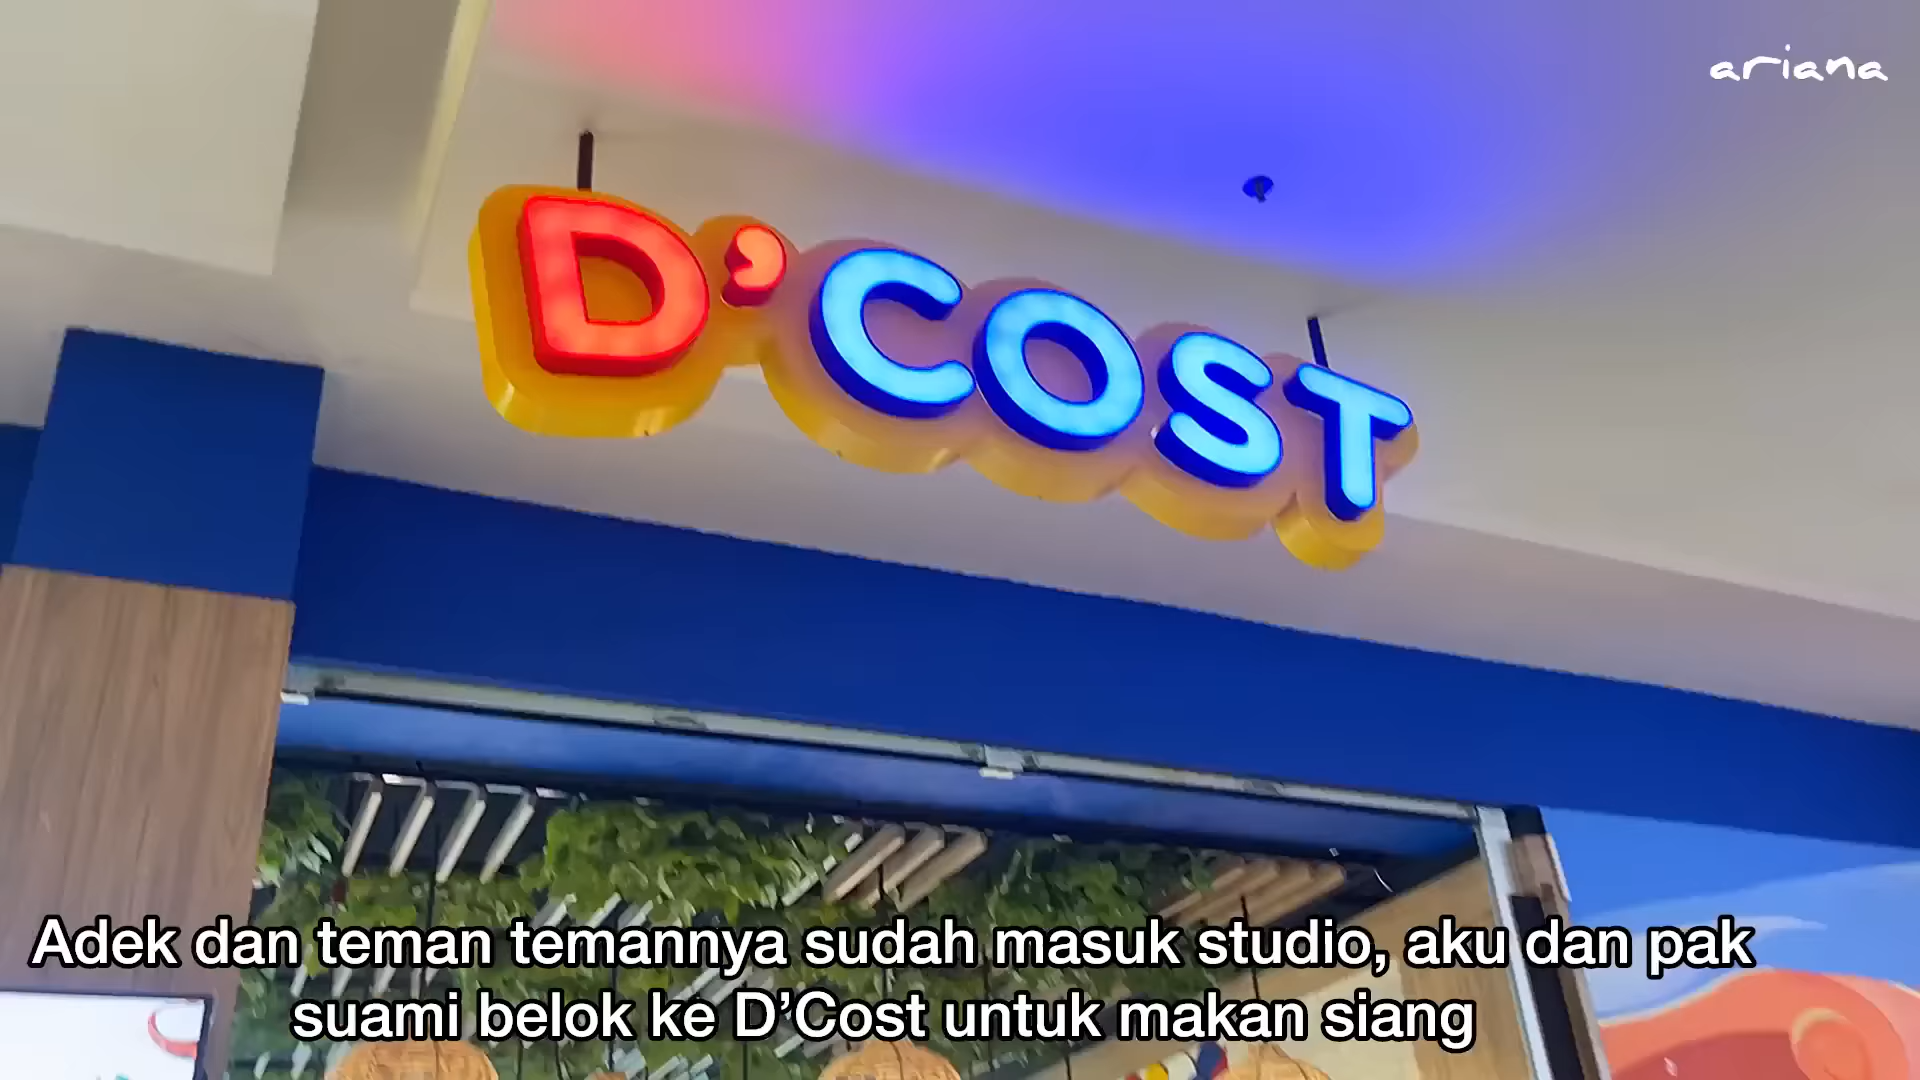 ariana
D'COST
Adek dan teman temannya sudah masuk studio, aku dan pak
suami belok ke D’Cost untuk makan siang